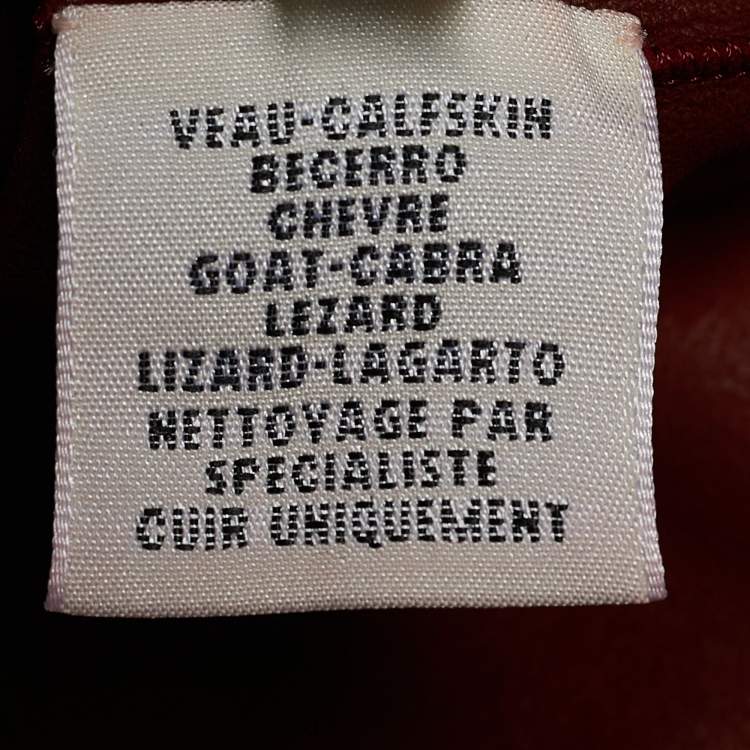 VEAU-CALFSKIN
BECERRO
CHEVRE
GOAT-CABRA
LEZARD
LIZARD-LAGARTO
NETTOYAGE PAR
SPECIALISTE
CUIR UNIQUEMENT